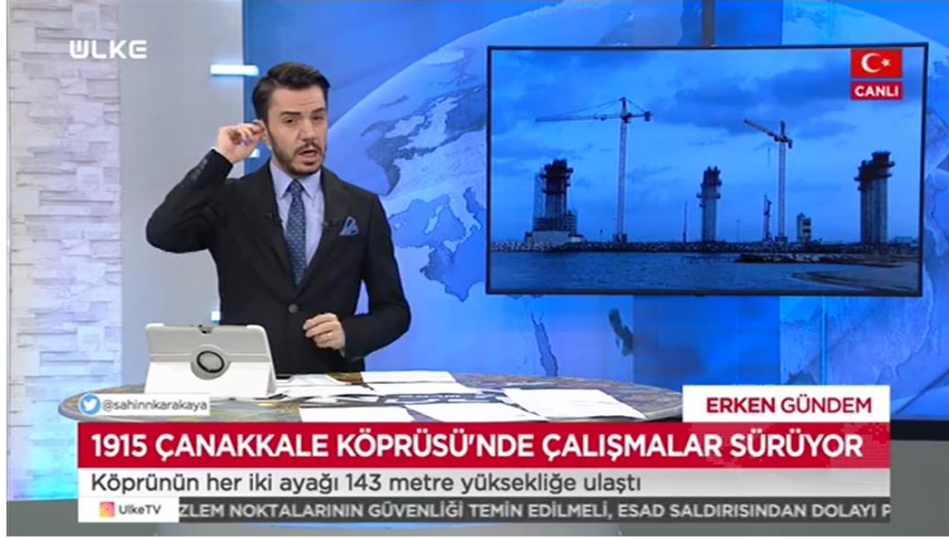 ÜLKE
CANLI
@sahinnkarakaya
ERKEN GÜNDEM
1915 ÇANAKKALE KÖPRÜSÜ'NDE ÇALIŞMALAR SÜRÜYOR
Köprünün her iki ayağı 143 metre yüksekliğe ulaştı
UlkeTV
ZLEM NOKTALARININ GÜVENLİĞİ TEMİN EDİLMELİ, ESAD SALDIRISINDAN DOLAYI P